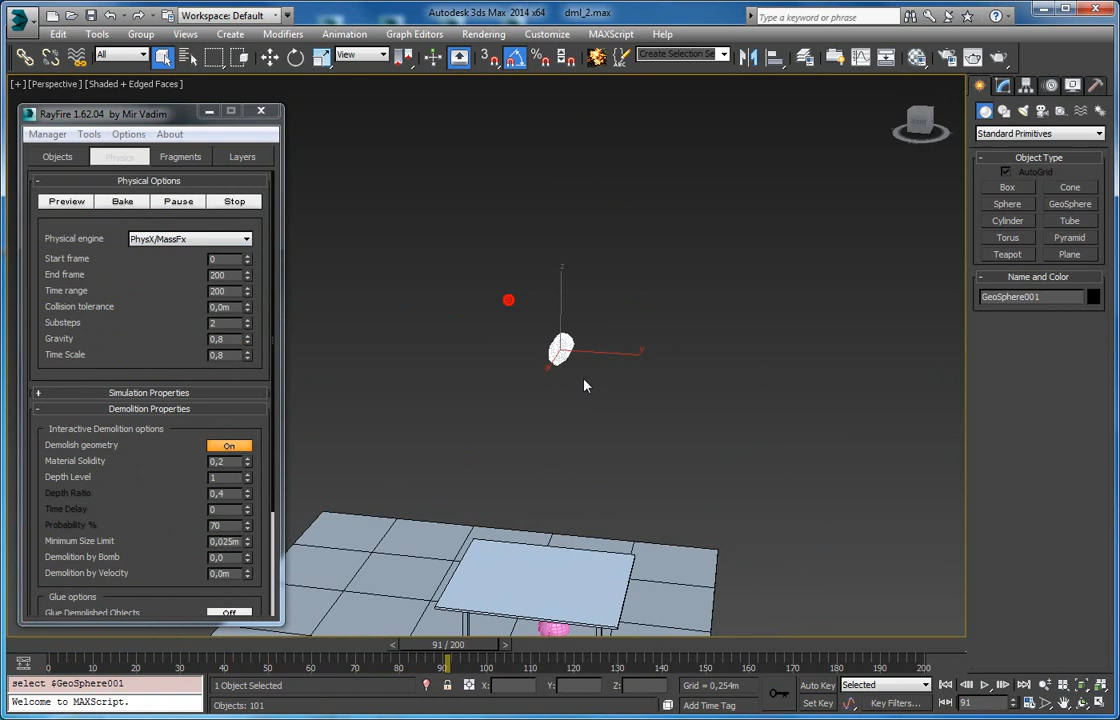 Workspace: Default
Autodesk 3ds Max 2014 x64 dml_2.max
Type a keyword or phrase
Edit Tools Group Views Create Modifiers Animation Graph Editors Rendering Customize MAXScript Help
All
View
Create Selection Se
[+] [Perspective] [Shaded + Edged Faces]
RayFire 1.62.04 by Mir Vadim
Manager Tools Options About
Objects Physics Fragments Layers
- Physical Options
Preview Bake Pause Stop
Physical engine PhysX/MassFx
Start frame 0
End frame 200
Time range 200
Collision tolerance 0,0m
Substeps 2
Gravity 0,8
Time Scale 0,8
+ Simulation Properties
- Demolition Properties
Interactive Demolition options
Demolish geometry On
Material Solidity 0,2
Depth Level 1
Depth Ratio 0,4
Time Delay 0
Probability % 70
Minimum Size Limit 0,025m
Demolition by Bomb 0,0
Demolition by Velocity 0,0m
Glue options
Glue Demolished Objects Off
z
y
Standard Primitives
- Object Type
AutoGrid
Box Cone
Sphere GeoSphere
Cylinder Tube
Torus Pyramid
Teapot Plane
- Name and Color
GeoSphere001
< 91 / 200 >
0 10 20 30 40 50 60 70 80 90 100 110 120 130 140 150 160 170 180 190 200
select $GeoSphere001
Welcome to MAXScript.
1 Object Selected
Objects: 101
X: Y: Z:
Grid = 0,254m
Add Time Tag
Auto Key Selected
Set Key Key Filters...
91